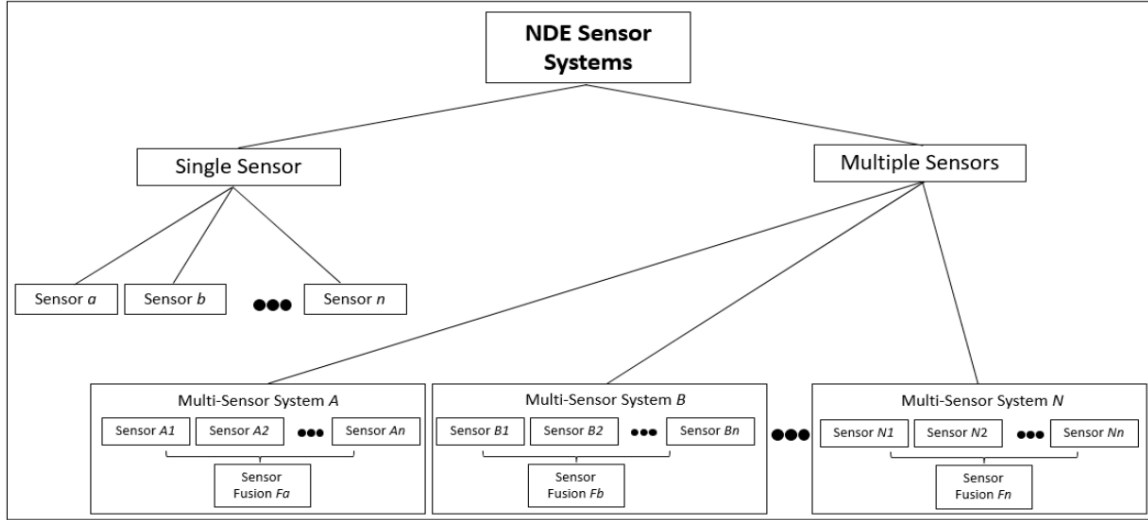 NDE Sensor
Systems
Single Sensor
Multiple Sensors
Sensor a
Sensor b
Sensor n
Multi-Sensor System A
Sensor A1
Sensor A2
Sensor An
Sensor
Fusion Fa
Multi-Sensor System B
Sensor B1
Sensor B2
Sensor Bn
Sensor
Fusion Fb
Multi-Sensor System N
Sensor N1
Sensor N2
Sensor Nn
Sensor
Fusion Fn